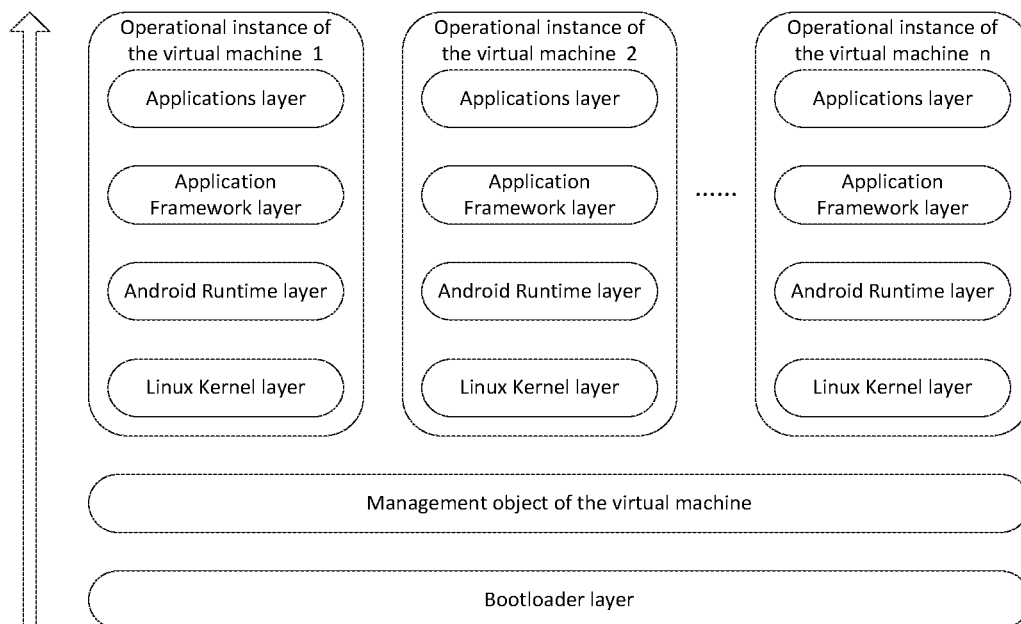 Operational instance of
the virtual machine 1
Applications layer
Application
Framework layer
Android Runtime layer
Linux Kernel layer
Operational instance of
the virtual machine 2
Applications layer
Application
Framework layer
Android Runtime layer
Linux Kernel layer
......
Operational instance of
the virtual machine n
Applications layer
Application
Framework layer
Android Runtime layer
Linux Kernel layer
Management object of the virtual machine
Bootloader layer